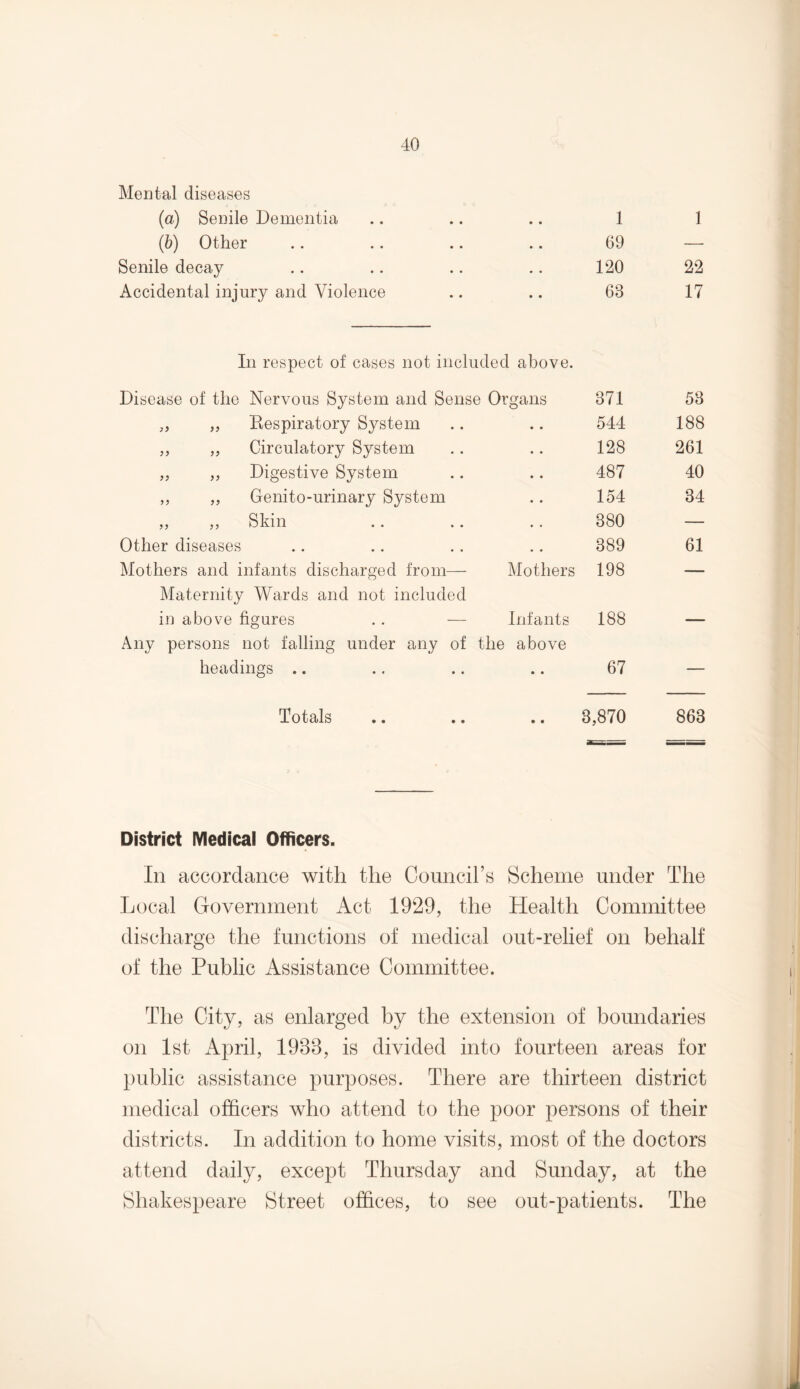 40
Mental diseases
(a) Senile Dementia .. .. .. 1 1
(b) Other .. .. .. .. 69 —
Senile decay .. .. .. .. 120 22
Accidental injury and Violence .. .. 63 17
In respect of cases not included above.
Disease of the Nervous System and Sense Organs 371 53
,, ,, Respiratory System .. .. 544 188
,, ,, Circulatory System .. .. 128 261
,, ,, Digestive System .. .. 487 40
,, ,, Genito-urinary System .. 154 34
,, ,, Skin .. .. .. 380 —
Other diseases .. .. .. .. 389 61
Mothers and infants discharged from— Mothers 198 —
Maternity Wards and not included
in above figures .. — Infants 188 —
Any persons not falling under any of the above
headings .. .. .. .. 67 —
Totals .. .. .. 3,870 863
District Medical Officers.
In accordance with the Council's Scheme under The
Local Government Act 1929, the Health Committee
discharge the functions of medical out-relief on behalf
of the Public Assistance Committee.
The City, as enlarged by the extension of boundaries
on 1st April, 1933, is divided into fourteen areas for
public assistance purposes. There are thirteen district
medical officers who attend to the poor persons of their
districts. In addition to home visits, most of the doctors
attend daily, except Thursday and Sunday, at the
Shakespeare Street offices, to see out-patients. The